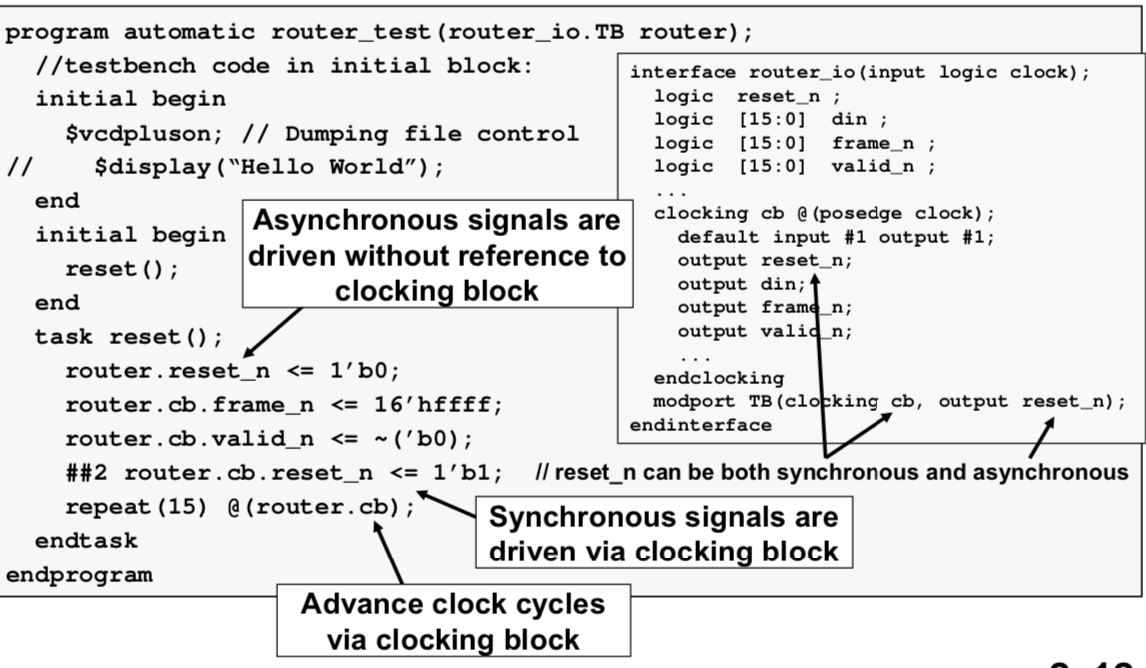 program automatic router_test(router_io.TB router);
//testbench code in initial block:
initial begin
$vcdpluson; // Dumping file control
//     $display(“Hello World”);
end
initial begin
reset();
end
task reset();
router.reset_n <= 1’b0;
router.cb.frame_n <= 16’hffff;
router.cb.valid_n <= ~(’b0);
##2 router.cb.reset_n <= 1’b1;   // reset_n can be both synchronous and asynchronous
repeat(15) @(router.cb);
endtask
endprogram
interface router_io(input logic clock);
logic  reset_n ;
logic  [15:0]  din ;
logic  [15:0]  frame_n ;
logic  [15:0]  valid_n ;
...
clocking cb @(posedge clock);
default input #1 output #1;
output reset_n;
output din;
output frame_n;
output valid_n;
...
endclocking
modport TB(clocking cb, output reset_n);
endinterface
Asynchronous signals are
driven without reference to
clocking block
Synchronous signals are
driven via clocking block
Advance clock cycles
via clocking block